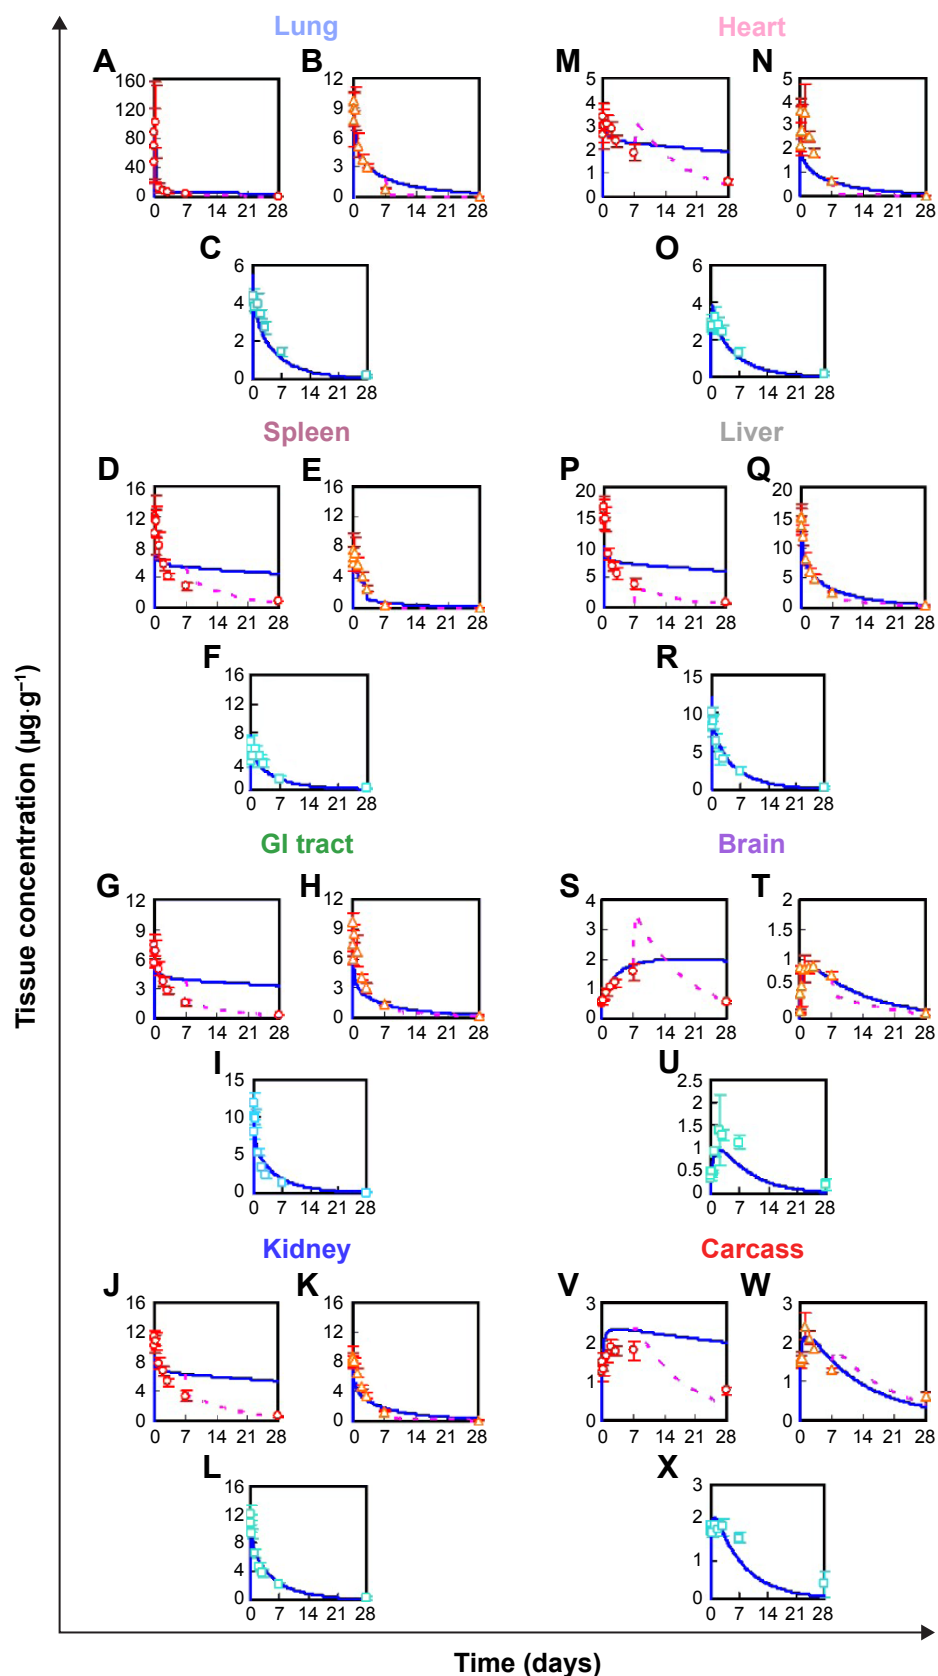 Lung
Heart
A
B
M
N
160
120
80
70
40
0
0 7 14 21 28
12
9
6
3
0
0 7 14 21 28
5
4
3
2
1
0
0 7 14 21 28
5
4
3
2
1
0
0 7 14 21 28
C
O
6
4
2
0
0 7 14 21 28
6
4
2
0
0 7 14 21 28
Spleen
Liver
D
E
P
Q
16
12
8
4
0
0 7 14 21 28
16
12
8
4
0
0 7 14 21 28
20
15
10
5
0
0 7 14 21 28
20
15
10
5
0
0 7 14 21 28
F
R
16
12
8
4
0
0 7 14 21 28
15
10
5
0
0 7 14 21 28
GI tract
Brain
G
H
S
T
12
9
6
3
0
0 7 14 21 28
12
9
6
3
0
0 7 14 21 28
4
3
2
1
0
0 7 14 21 28
2
1.5
1
0.5
0
0 7 14 21 28
I
U
15
10
5
0
0 7 14 21 28
2.5
2
1.5
1
0.5
0
0 7 14 21 28
Kidney
Carcass
J
K
V
W
16
12
8
4
0
0 7 14 21 28
16
12
8
4
0
0 7 14 21 28
3
2
1
0
0 7 14 21 28
3
2
1
0
0 7 14 21 28
L
X
16
12
8
4
0
0 7 14 21 28
3
2
1
0
0 7 14 21 28
Tissue concentration (µg·g⁻¹)
Time (days)